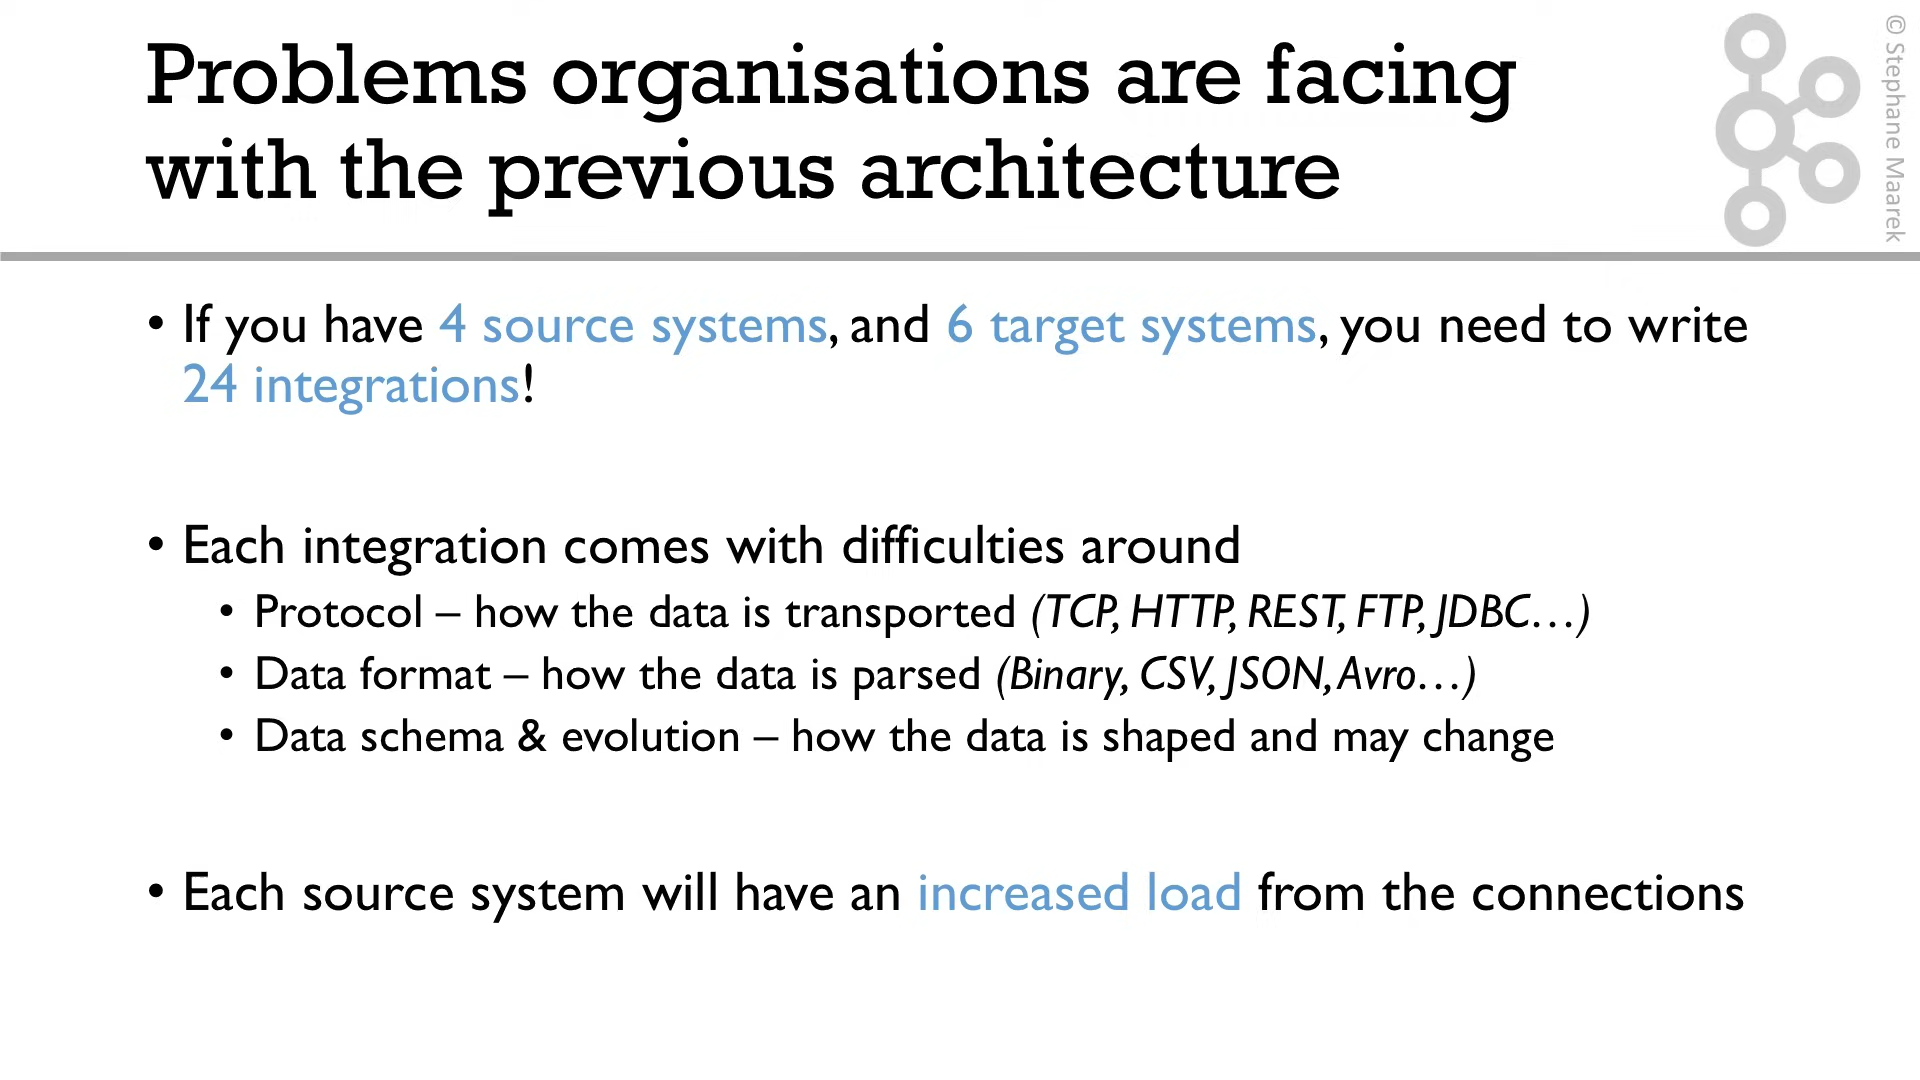 Problems organisations are facing
with the previous architecture
© Stephane Maarek
• If you have 4 source systems, and 6 target systems, you need to write
24 integrations!
• Each integration comes with difficulties around
• Protocol – how the data is transported (TCP, HTTP, REST, FTP, JDBC…)
• Data format – how the data is parsed (Binary, CSV, JSON, Avro…)
• Data schema & evolution – how the data is shaped and may change
• Each source system will have an increased load from the connections